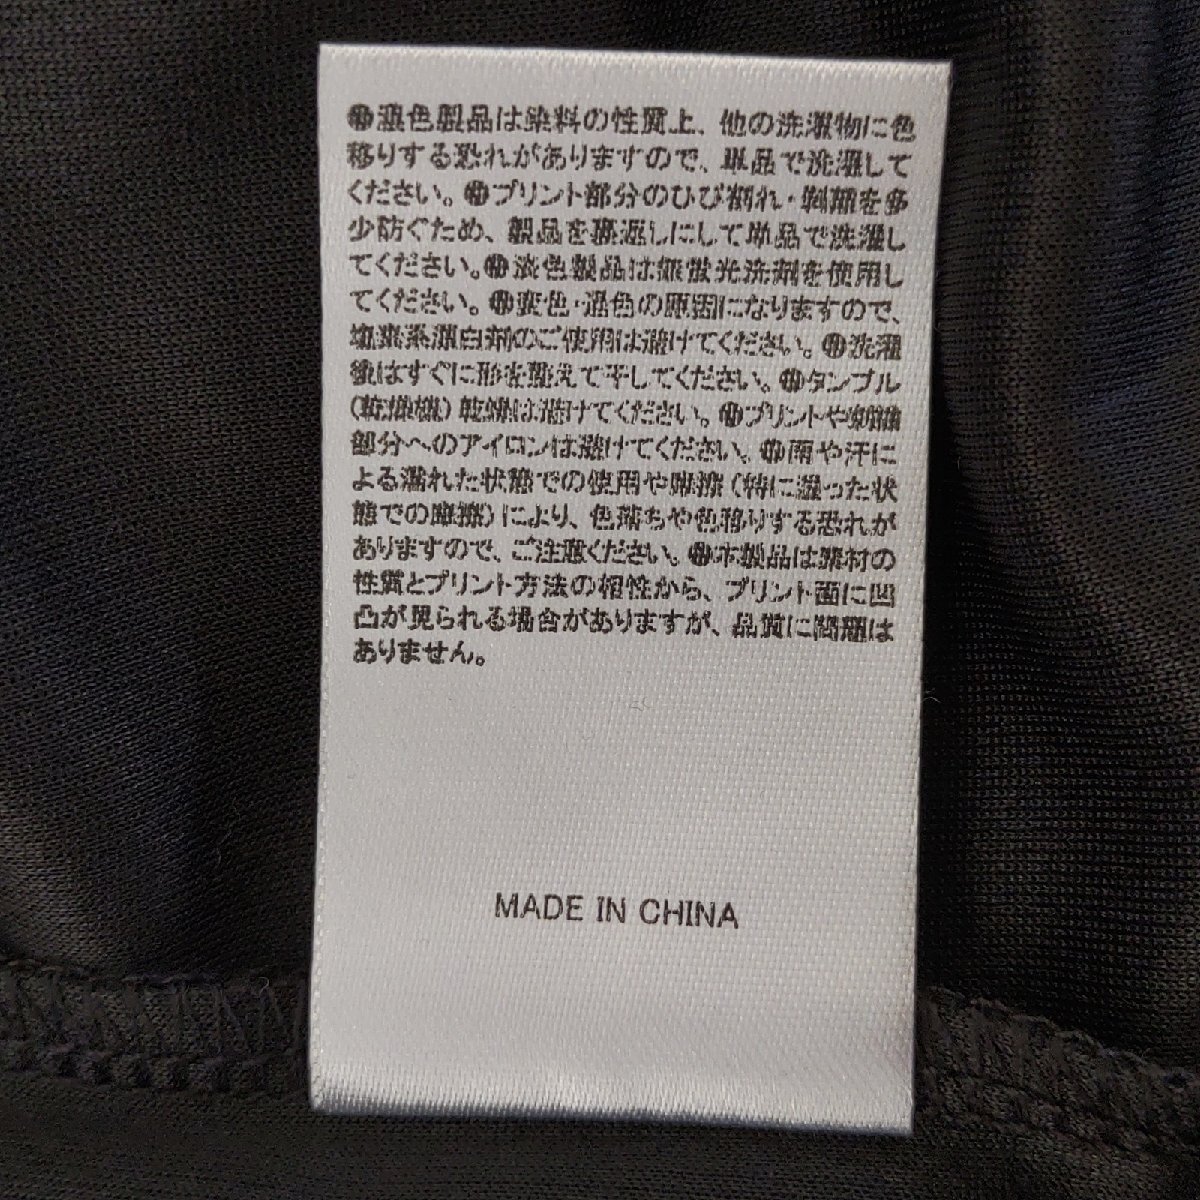 ●濃色製品は染料の性質上、他の洗濯物に色
移りする恐れがありますので、単品で洗濯して
ください。●プリント部分のひび割れ・剥離を多
少防ぐため、製品を裏返しにして単品で洗濯し
てください。●淡色製品は無蛍光洗剤を使用し
てください。●変色・退色の原因になりますので、
塩素系漂白剤のご使用は避けてください。●洗濯
後はすぐに形を整えて干してください。●タンブル
(乾燥機)乾燥は避けてください。●プリントや刺繍
部分へのアイロンは避けてください。●雨や汗に
よる濡れた状態での使用や摩擦(特に湿った状
態での摩擦)により、色落ちや色移りする恐れが
ありますので、ご注意ください。●本製品は素材の
性質とプリント方法の相性から、プリント面に凹
凸が見られる場合がありますが、品質に問題は
ありません。
MADE IN CHINA